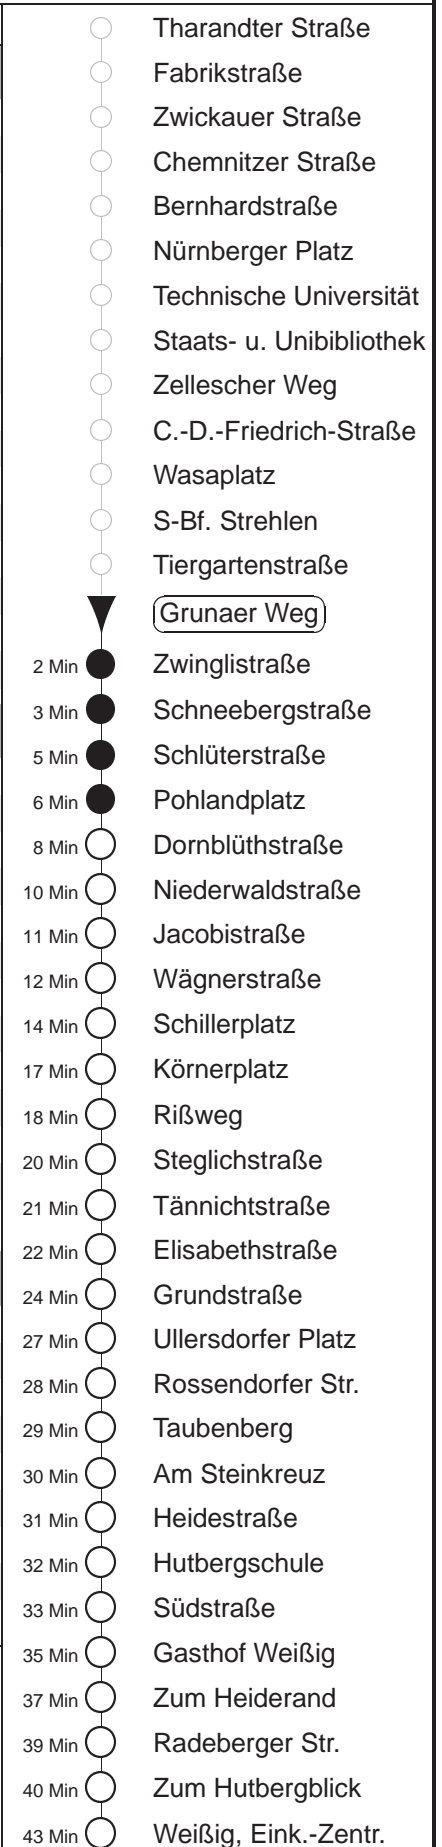 Tharandter Straße
Fabrikstraße
Zwickauer Straße
Chemnitzer Straße
Bernhardstraße
Nürnberger Platz
Technische Universität
Staats- u. Unibibliothek
Zellescher Weg
C.-D.-Friedrich-Straße
Wasaplatz
S-Bf. Strehlen
Tiergartenstraße
Grunaer Weg
2 Min Zwinglistraße
3 Min Schneebergstraße
5 Min Schlüterstraße
6 Min Pohlandplatz
8 Min Dornblüthstraße
10 Min Niederwaldstraße
11 Min Jacobistraße
12 Min Wägnerstraße
14 Min Schillerplatz
17 Min Körnerplatz
18 Min Rißweg
20 Min Steglichstraße
21 Min Tännichtstraße
22 Min Elisabethstraße
24 Min Grundstraße
27 Min Ullersdorfer Platz
28 Min Rossendorfer Str.
29 Min Taubenberg
30 Min Am Steinkreuz
31 Min Heidestraße
32 Min Hutbergschule
33 Min Südstraße
35 Min Gasthof Weißig
37 Min Zum Heiderand
39 Min Radeberger Str.
40 Min Zum Hutbergblick
43 Min Weißig, Eink.-Zentr.